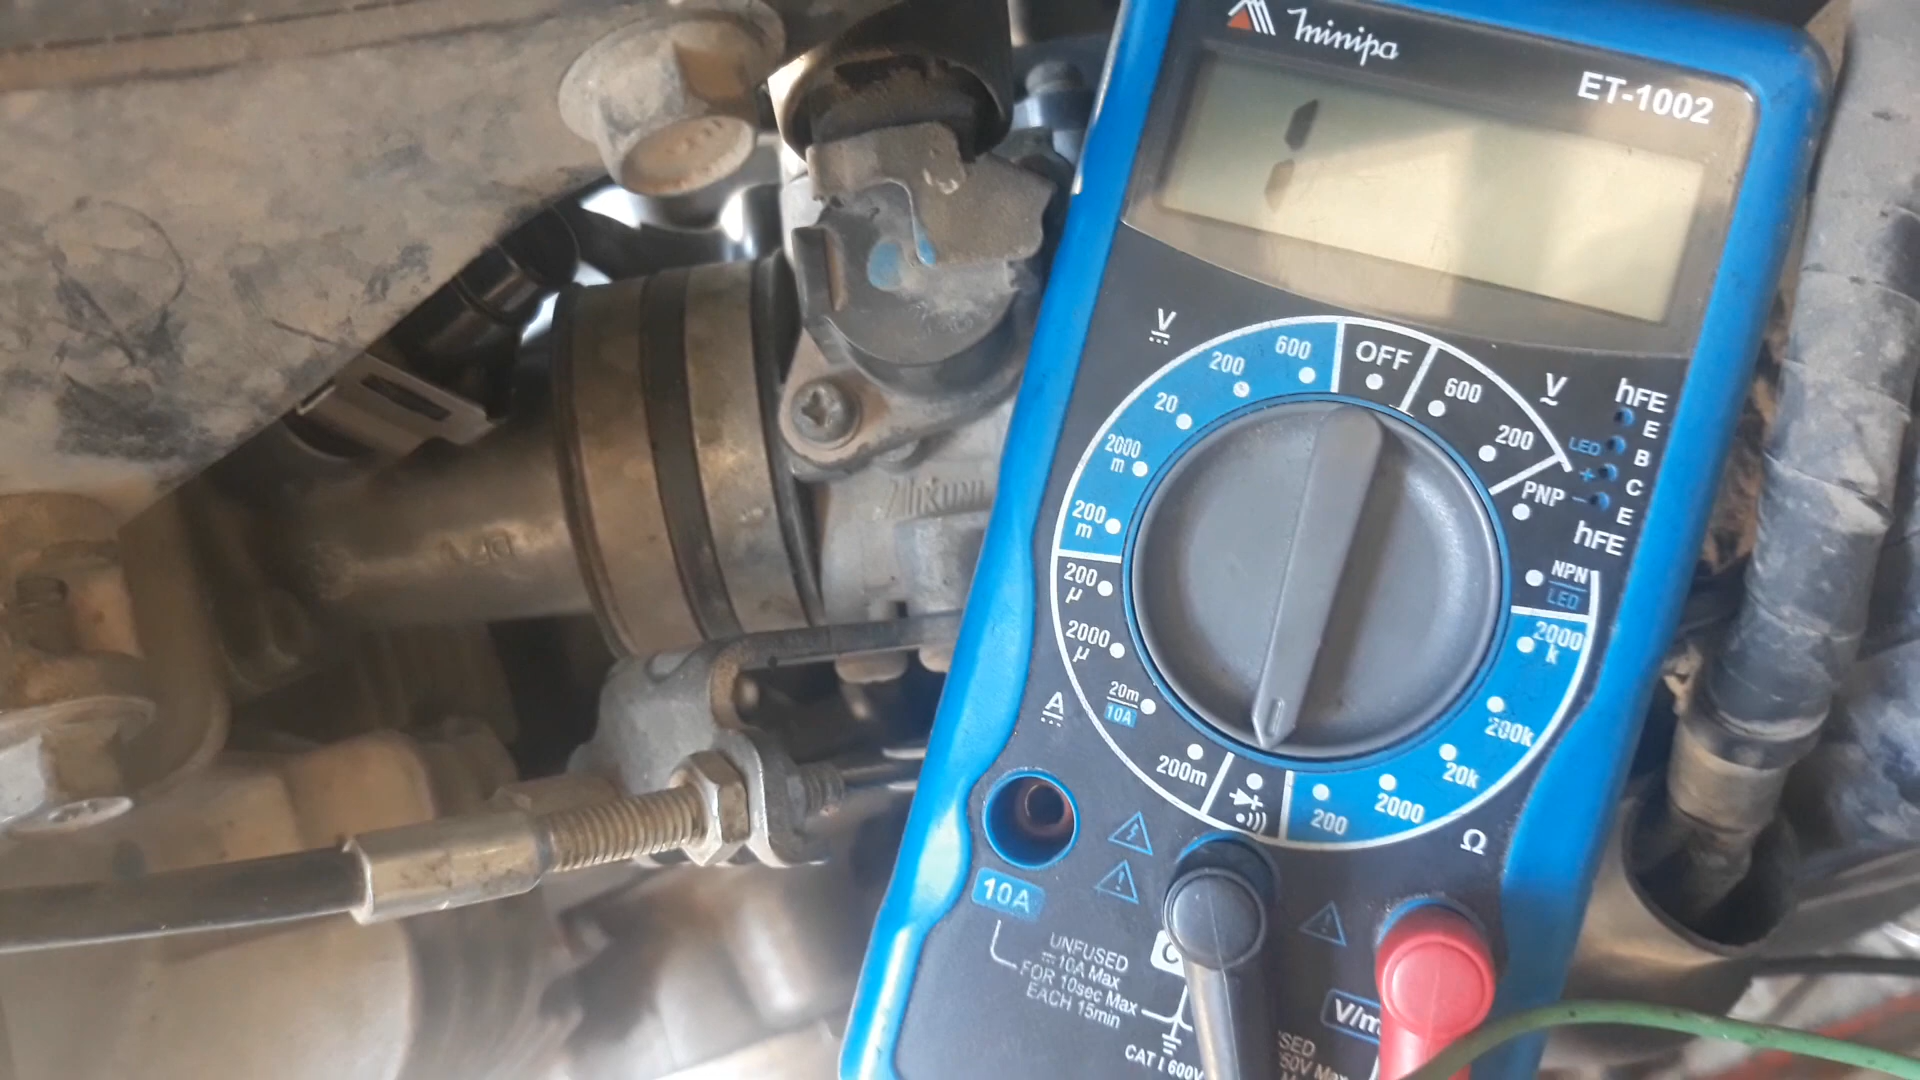 minipa
ET-1002
1
V
600
200
20
2000
m
200
m
OFF
600
200
V
hFE
E
LED
B
+
C
-
E
PNP
hFE
NPN
LED
200
µ
2000
µ
20m
10A
A
200m
200
2000
20k
200k
2000
k
Ω
MIKUNI
10A
UNFUSED
10A Max
FOR 10sec Max
EACH 15min
CAT I 600V
V/m